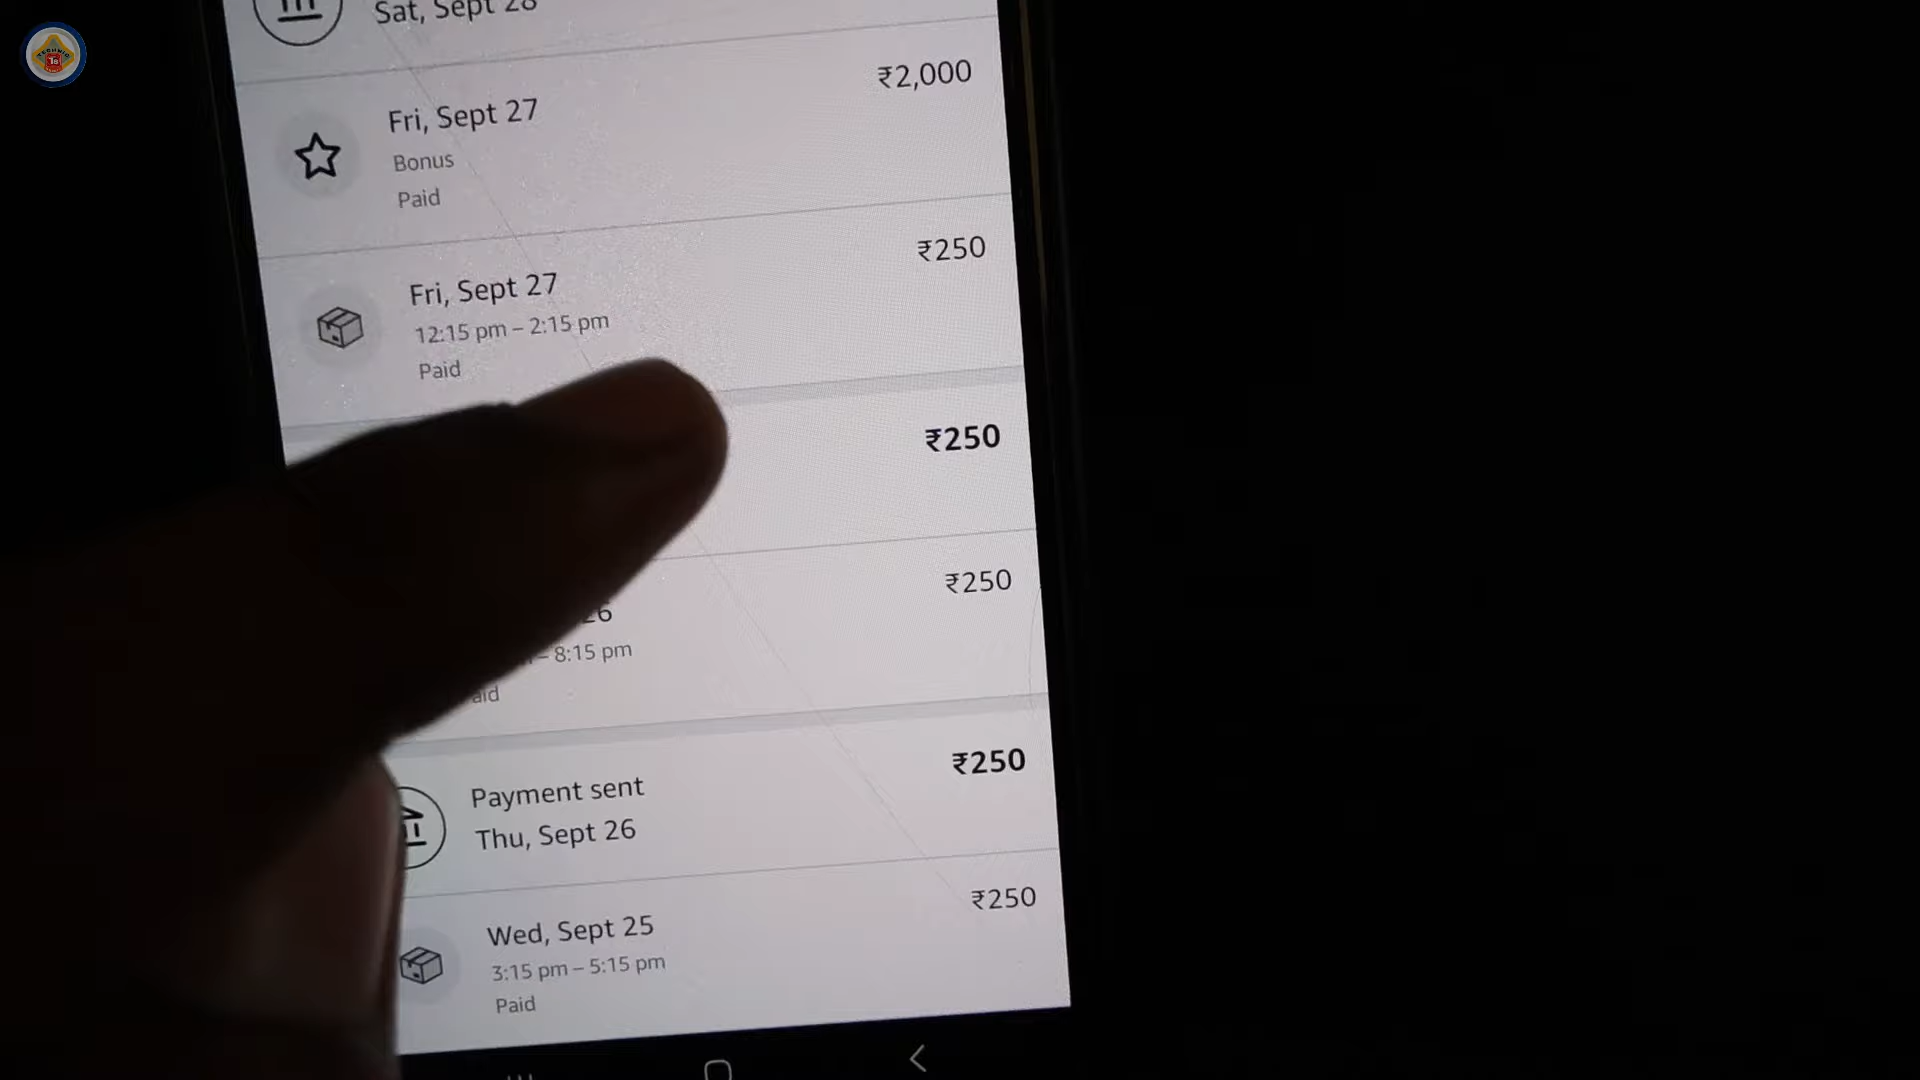 Sat, Sept 28
₹2,000
Fri, Sept 27
Bonus
Paid
₹250
Fri, Sept 27
12:15 pm – 2:15 pm
Paid
₹250
₹250
26
– 8:15 pm
₹250
Payment sent
Thu, Sept 26
₹250
Wed, Sept 25
3:15 pm – 5:15 pm
Paid